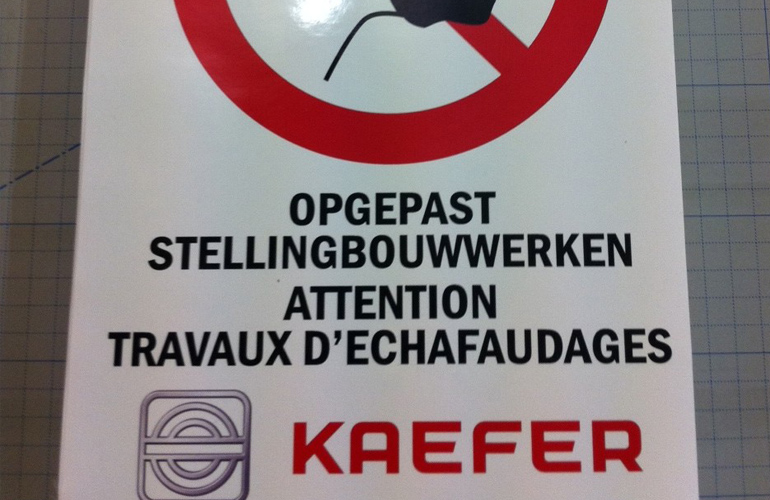 OPGEPAST
STELLINGBOUWWERKEN
ATTENTION
TRAVAUX D'ECHAFAUDAGES
KAEFER